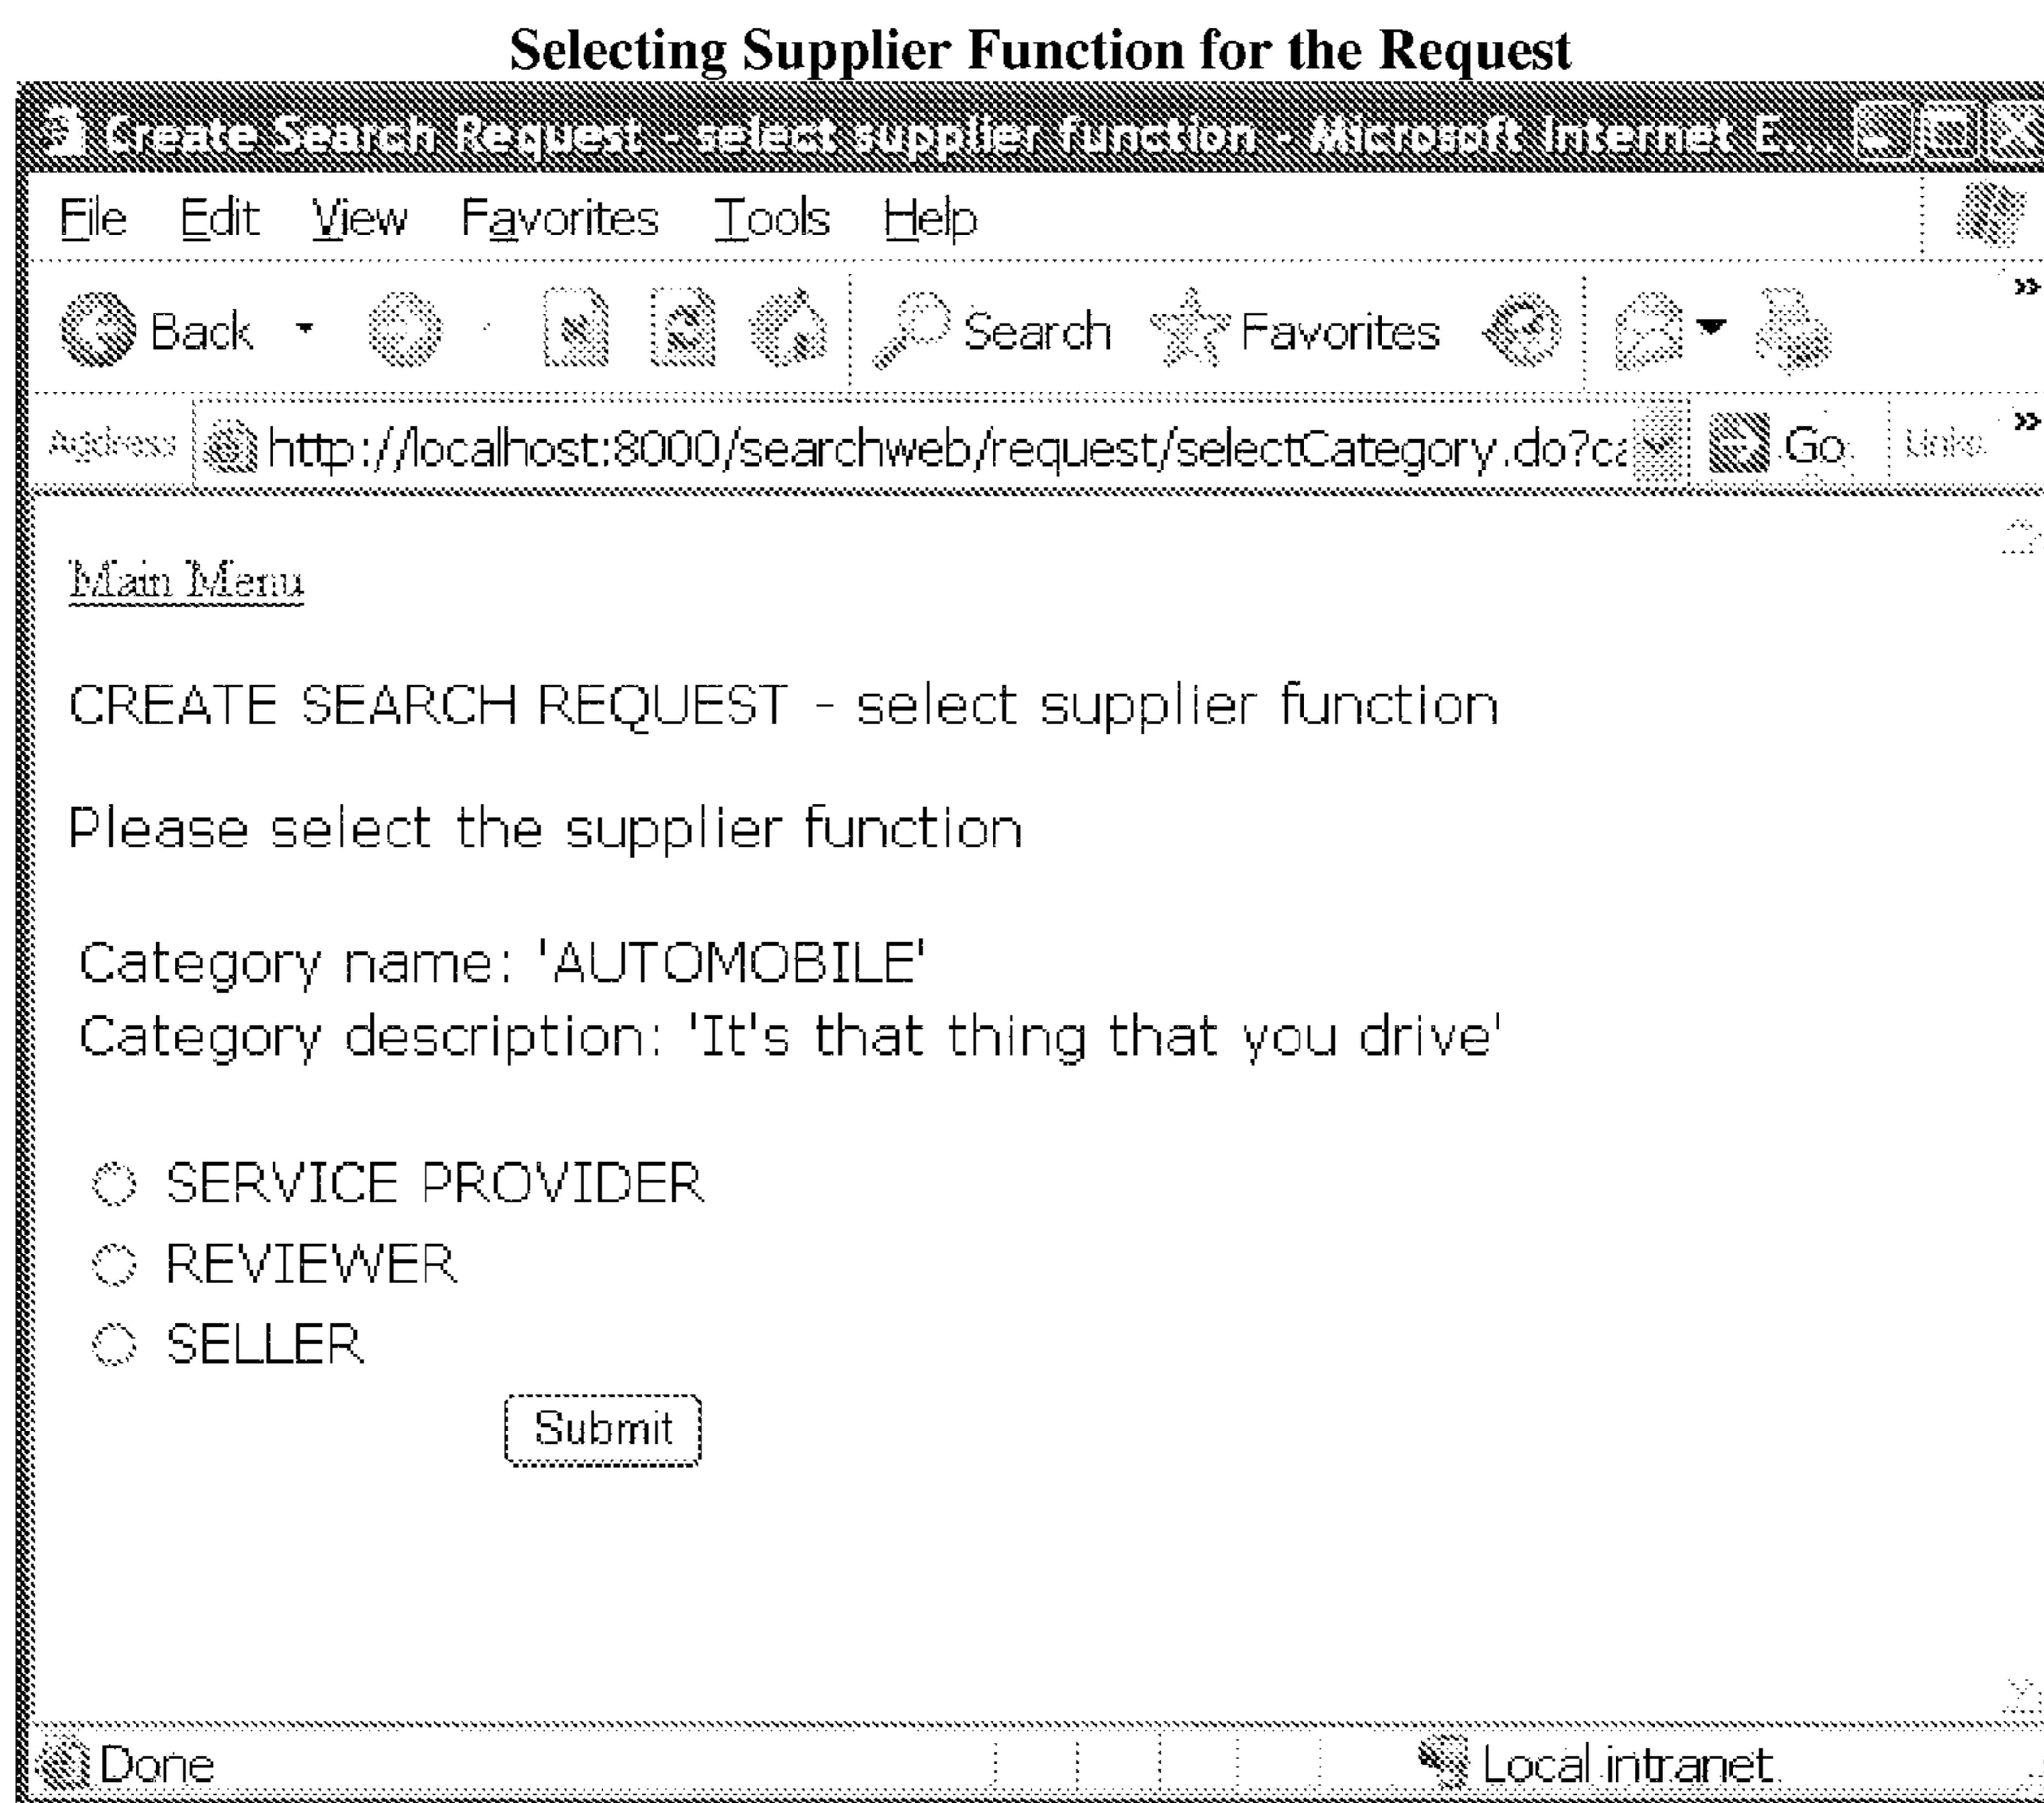 Selecting Supplier Function for the Request
Create Search Request - select supplier function - Microsoft Internet E...
File Edit View Favorites Tools Help
Back Search Favorites »
Address http://localhost:8000/searchweb/request/selectCategory.do?ca Go Links »
Main Menu
CREATE SEARCH REQUEST - select supplier function
Please select the supplier function
Category name: 'AUTOMOBILE'
Category description: 'It's that thing that you drive'
SERVICE PROVIDER
REVIEWER
SELLER
Submit
Done Local intranet